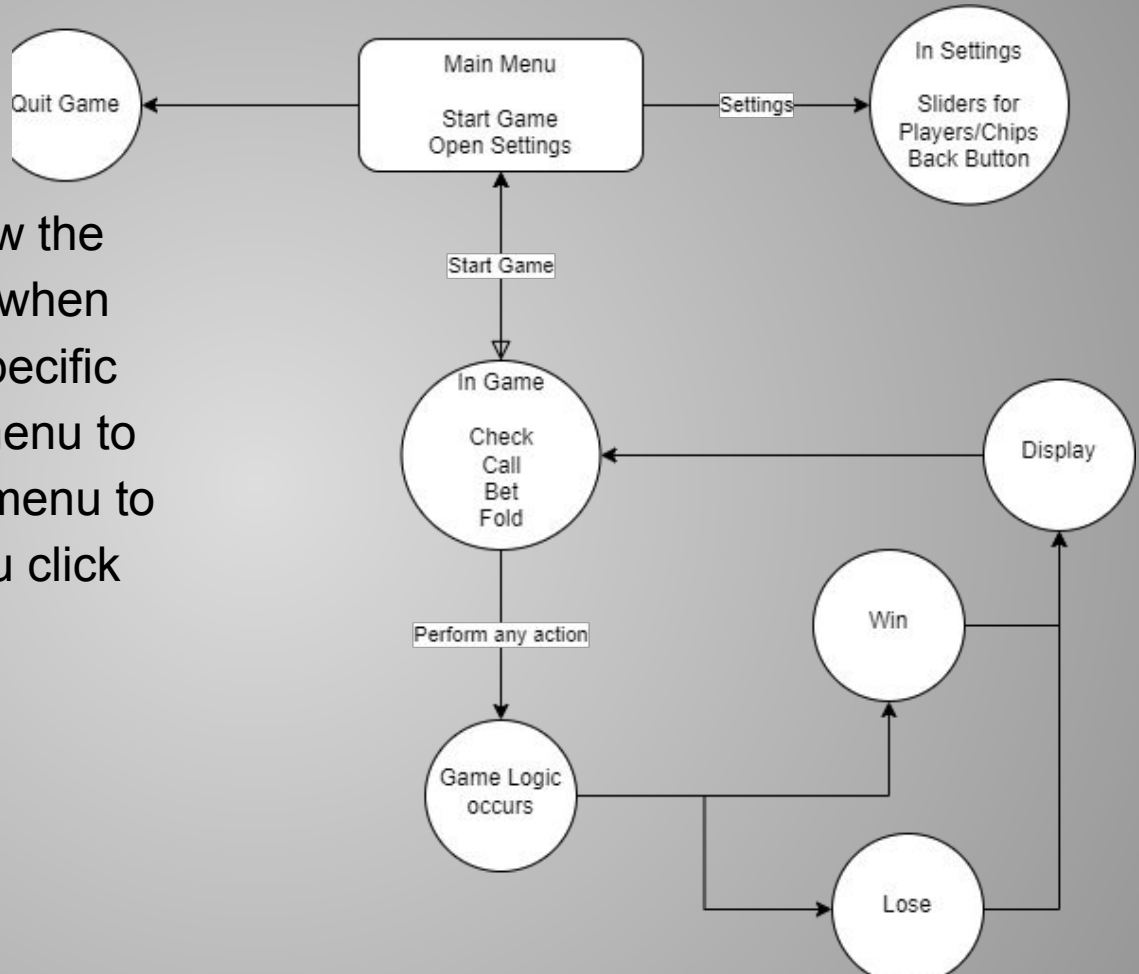 Quit Game
Main Menu
Start Game
Open Settings
Settings
In Settings
Sliders for
Players/Chips
Back Button
the
when
menu to
menu to
click
Start Game
In Game
Check
Call
Bet
Fold
Display
Perform any action
Win
Game Logic
occurs
Lose